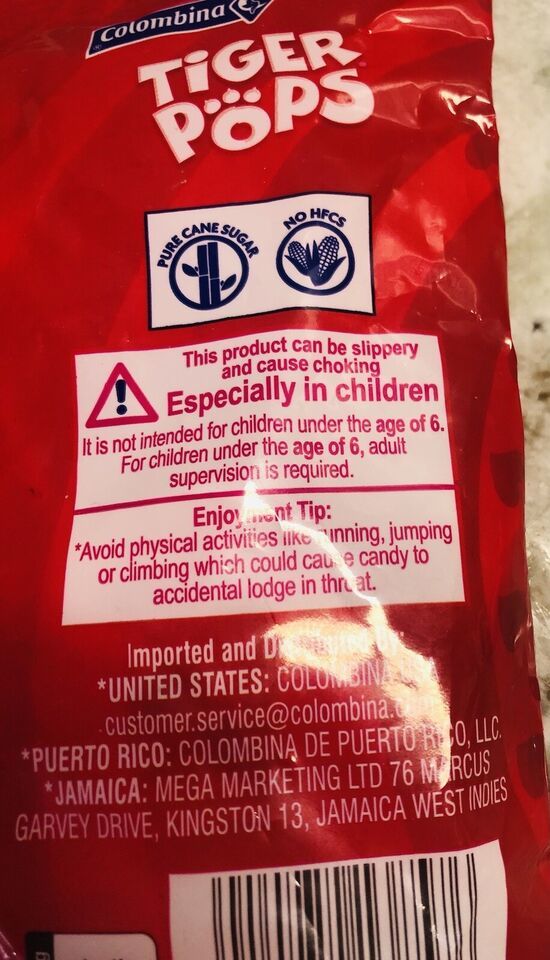 Colombina
TiGER
PÖPS
PURE CANE SUGAR
NO HFCS
This product can be slippery
and cause choking
Especially in children
It is not intended for children under the age of 6.
For children under the age of 6, adult
supervision is required.
Enjoyment Tip:
*Avoid physical activities like running, jumping
or climbing which could cause candy to
accidental lodge in throat.
Imported and
*UNITED STATES: COLOMBINA USA
customer.service@colombina.
*PUERTO RICO: COLOMBINA DE PUERTO RICO, LLC.
*JAMAICA: MEGA MARKETING LTD 76 MARCUS
GARVEY DRIVE, KINGSTON 13, JAMAICA WEST INDIES